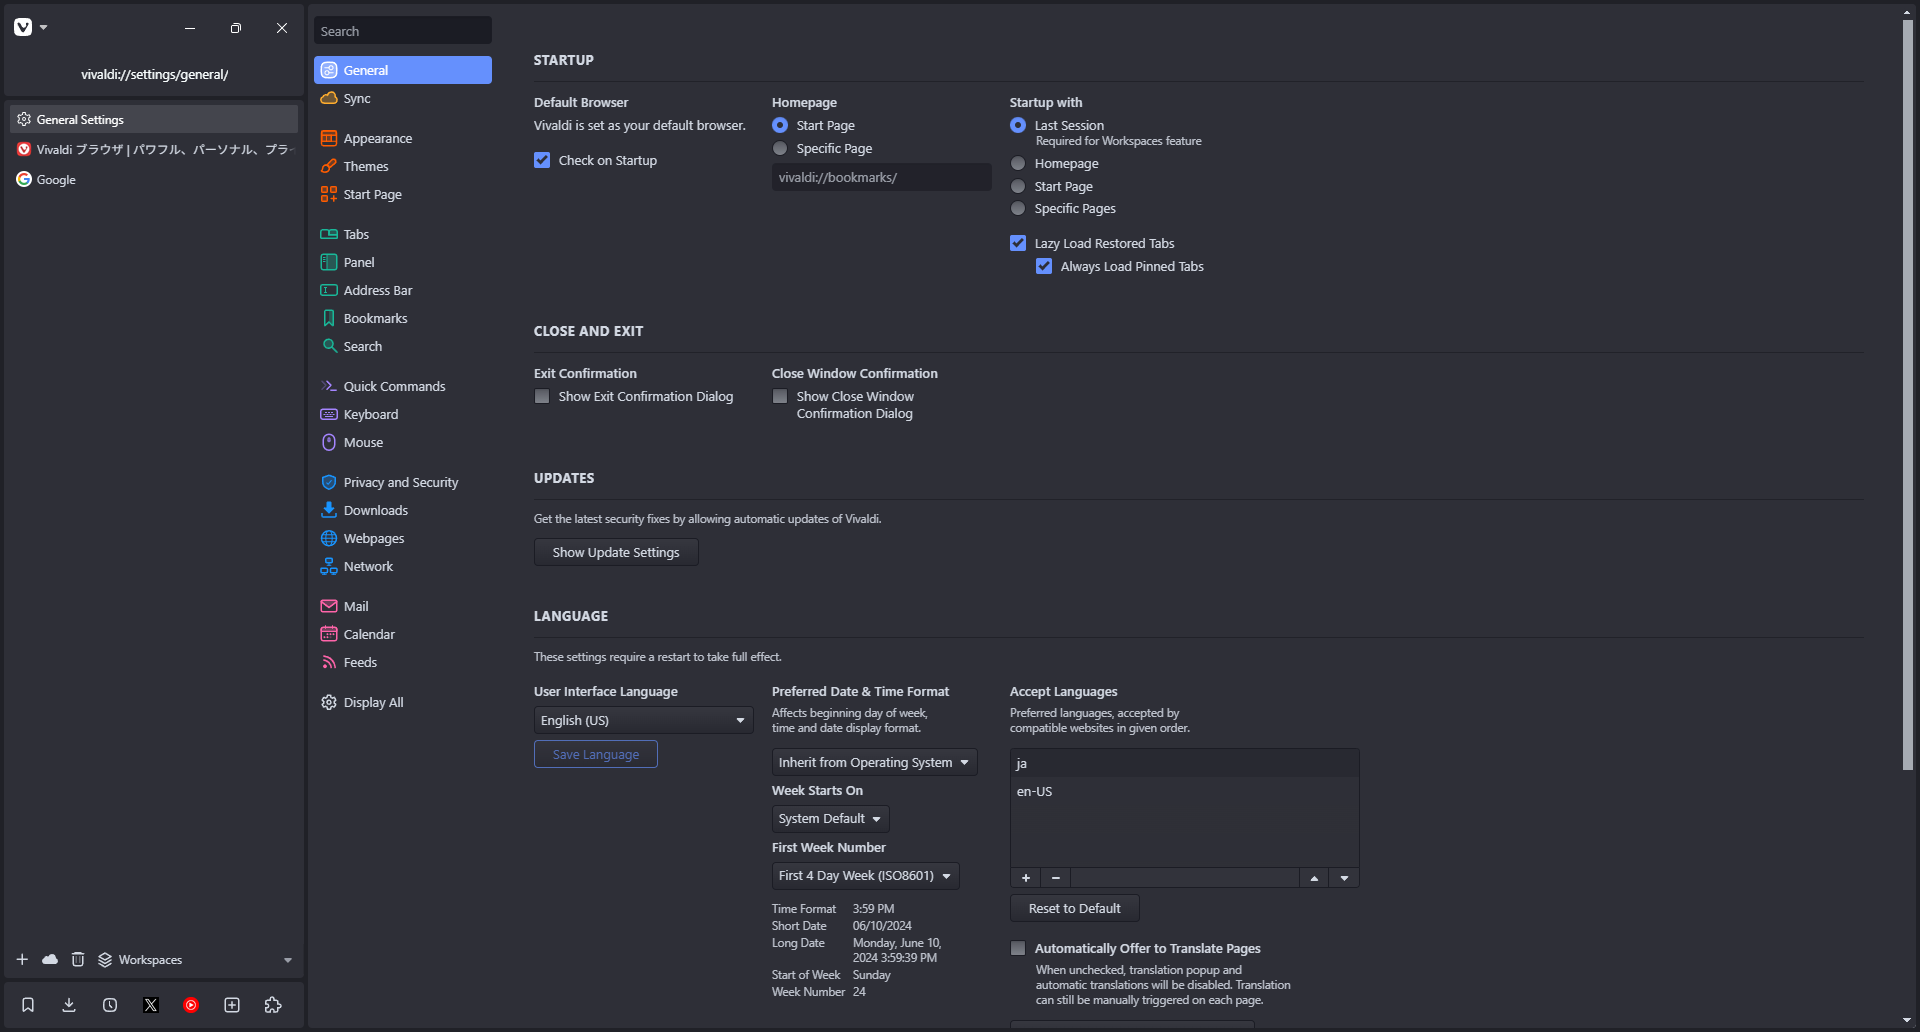 vivaldi://settings/general/
General Settings
Vivaldi ブラウザ | パワフル、パーソナル、プラ
Google
Workspaces
Search
General
Sync
Appearance
Themes
Start Page
Tabs
Panel
Address Bar
Bookmarks
Search
Quick Commands
Keyboard
Mouse
Privacy and Security
Downloads
Webpages
Network
Mail
Calendar
Feeds
Display All
STARTUP
Default Browser
Vivaldi is set as your default browser.
Check on Startup
Homepage
Start Page
Specific Page
vivaldi://bookmarks/
Startup with
Last Session
Required for Workspaces feature
Homepage
Start Page
Specific Pages
Lazy Load Restored Tabs
Always Load Pinned Tabs
CLOSE AND EXIT
Exit Confirmation
Show Exit Confirmation Dialog
Close Window Confirmation
Show Close Window
Confirmation Dialog
UPDATES
Get the latest security fixes by allowing automatic updates of Vivaldi.
Show Update Settings
LANGUAGE
These settings require a restart to take full effect.
User Interface Language
English (US)
Save Language
Preferred Date & Time Format
Affects beginning day of week,
time and date display format.
Inherit from Operating System
Week Starts On
System Default
First Week Number
First 4 Day Week (ISO8601)
Time Format 3:59 PM
Short Date 06/10/2024
Long Date Monday, June 10,
2024 3:59:39 PM
Start of Week Sunday
Week Number 24
Accept Languages
Preferred languages, accepted by
compatible websites in given order.
ja
en-US
Reset to Default
Automatically Offer to Translate Pages
When unchecked, translation popup and
automatic translations will be disabled. Translation
can still be manually triggered on each page.